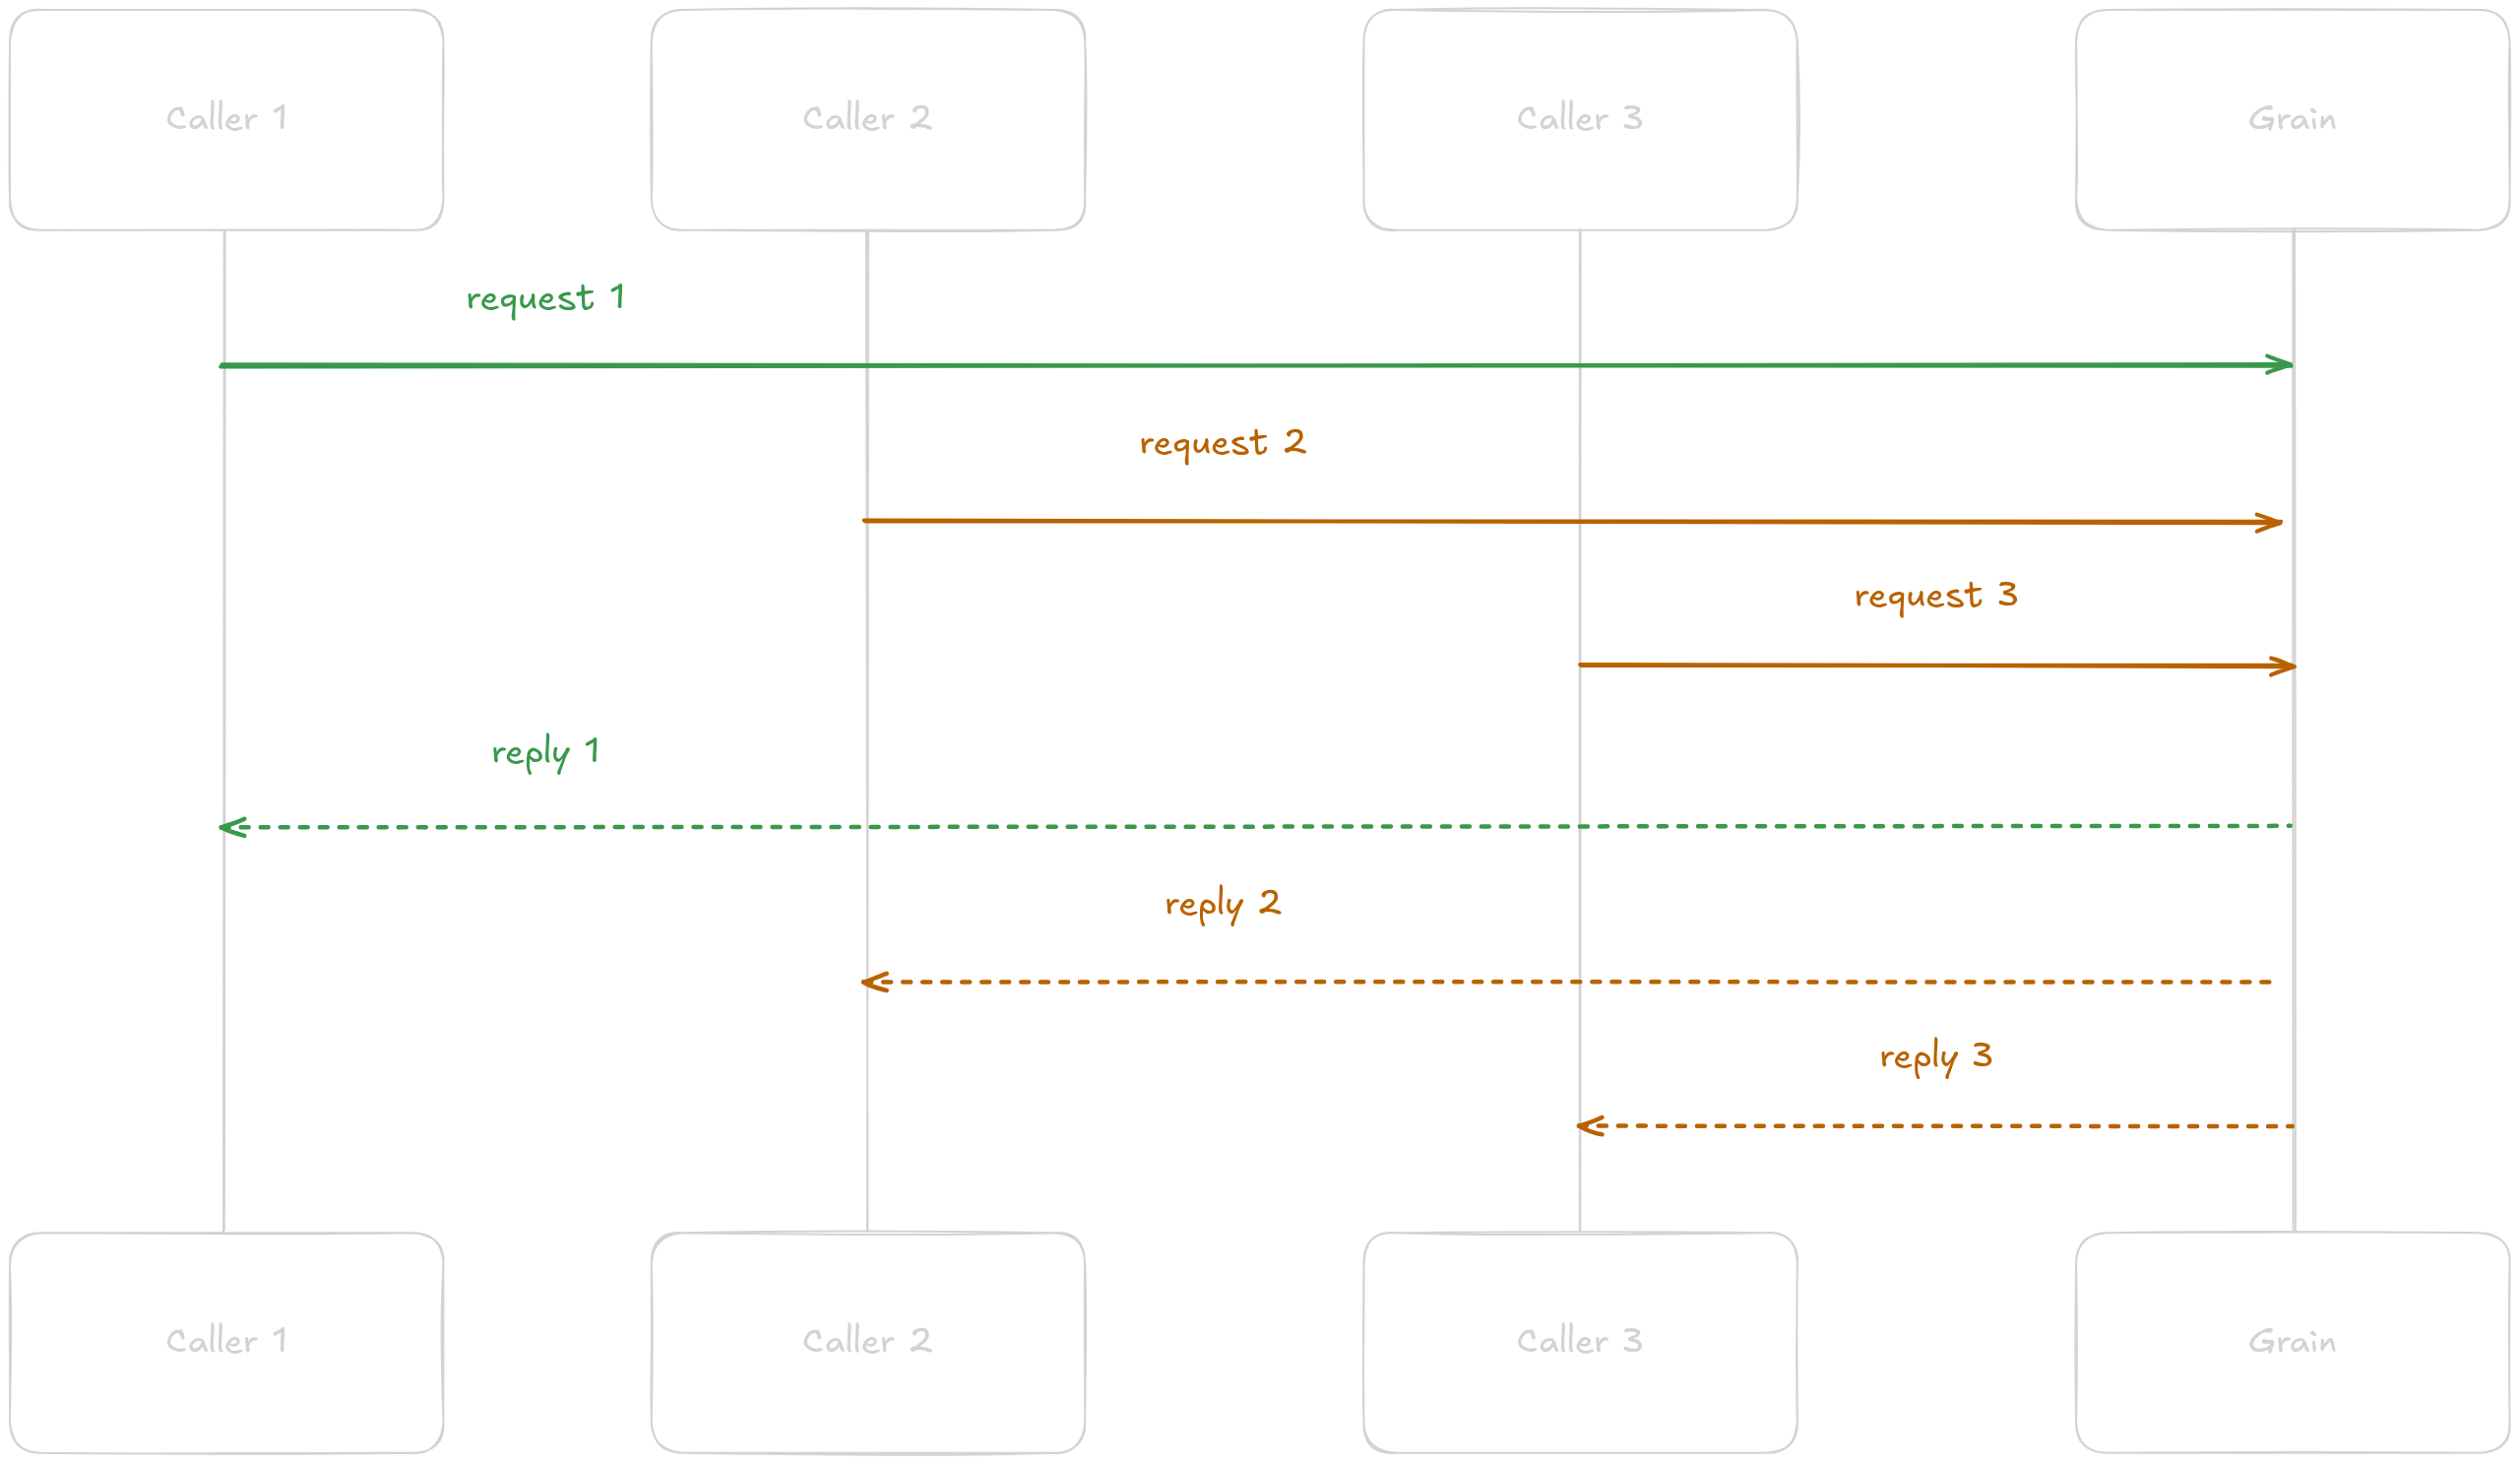 Caller 1
Caller 2
Caller 3
Grain
request 1
request 2
request 3
reply 1
reply 2
reply 3
Caller 1
Caller 2
Caller 3
Grain